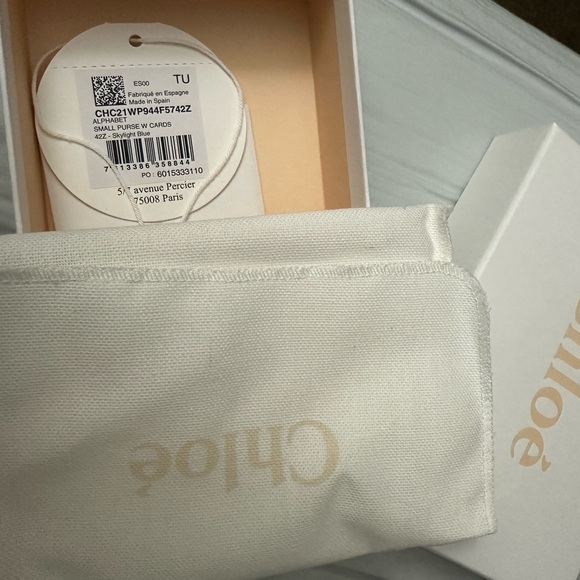 ES00
TU
Fabriqué en Espagne
Made in Spain
CHC21WP944F5742Z
ALPHABET
SMALL PURSE W CARDS
42Z - Skylight Blue
PO : 6015333110
avenue Percier
75008 Paris
Chloé
Chloé